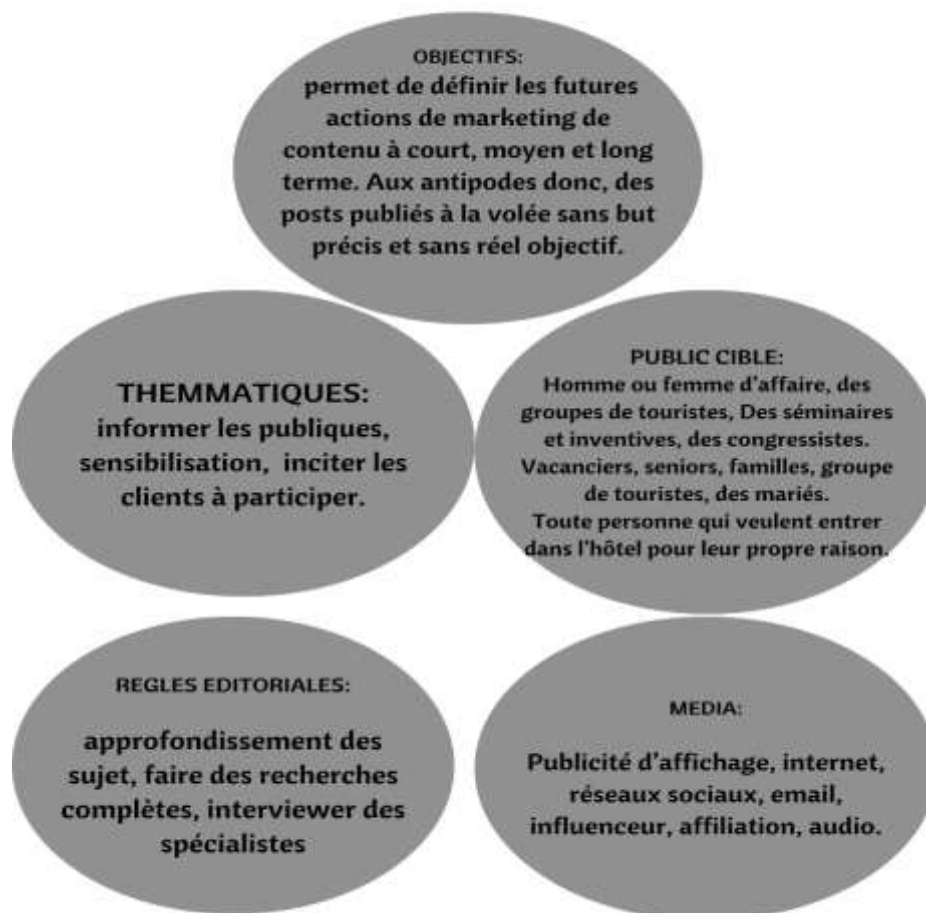 OBJECTIFS:
permet de définir les futures
actions de marketing de
contenu à court, moyen et long
terme. Aux antipodes donc, des
posts publiés à la volée sans but
précis et sans réel objectif.
THEMMATIQUES:
informer les publiques,
sensibilisation, inciter les
clients à participer.
PUBLIC CIBLE:
Homme ou femme d'affaire, des
groupes de touristes, Des séminaires
et inventives, des congressistes.
Vacanciers, seniors, familles, groupe
de touristes, des mariés.
Toute personne qui veulent entrer
dans l'hôtel pour leur propre raison.
REGLES EDITORIALES:
approfondissement des
sujet, faire des recherches
complètes, interviewer des
spécialistes
MEDIA:
Publicité d'affichage, internet,
réseaux sociaux, email,
influenceur, affiliation, audio.